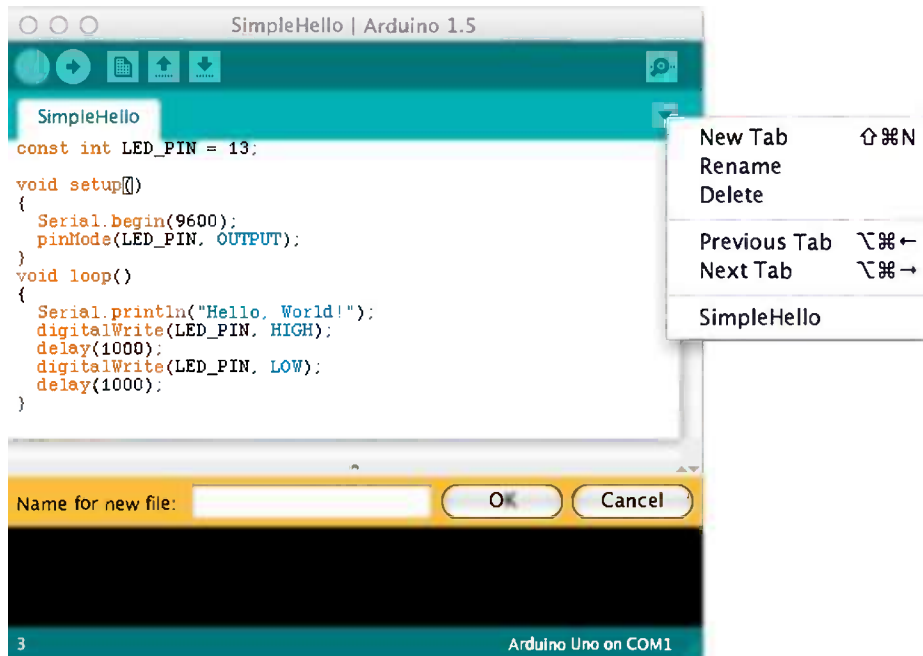 SimpleHello | Arduino 1.5
SimpleHello
const int LED_PIN = 13;
void setup()
{
Serial.begin(9600);
pinMode(LED_PIN, OUTPUT);
}
void loop()
{
Serial.println("Hello, World!");
digitalWrite(LED_PIN, HIGH);
delay(1000);
digitalWrite(LED_PIN, LOW);
delay(1000);
}
New Tab ⇧⌘N
Rename
Delete
Previous Tab ⌥⌘←
Next Tab ⌥⌘→
SimpleHello
Name for new file: OK Cancel
3 Arduino Uno on COM1